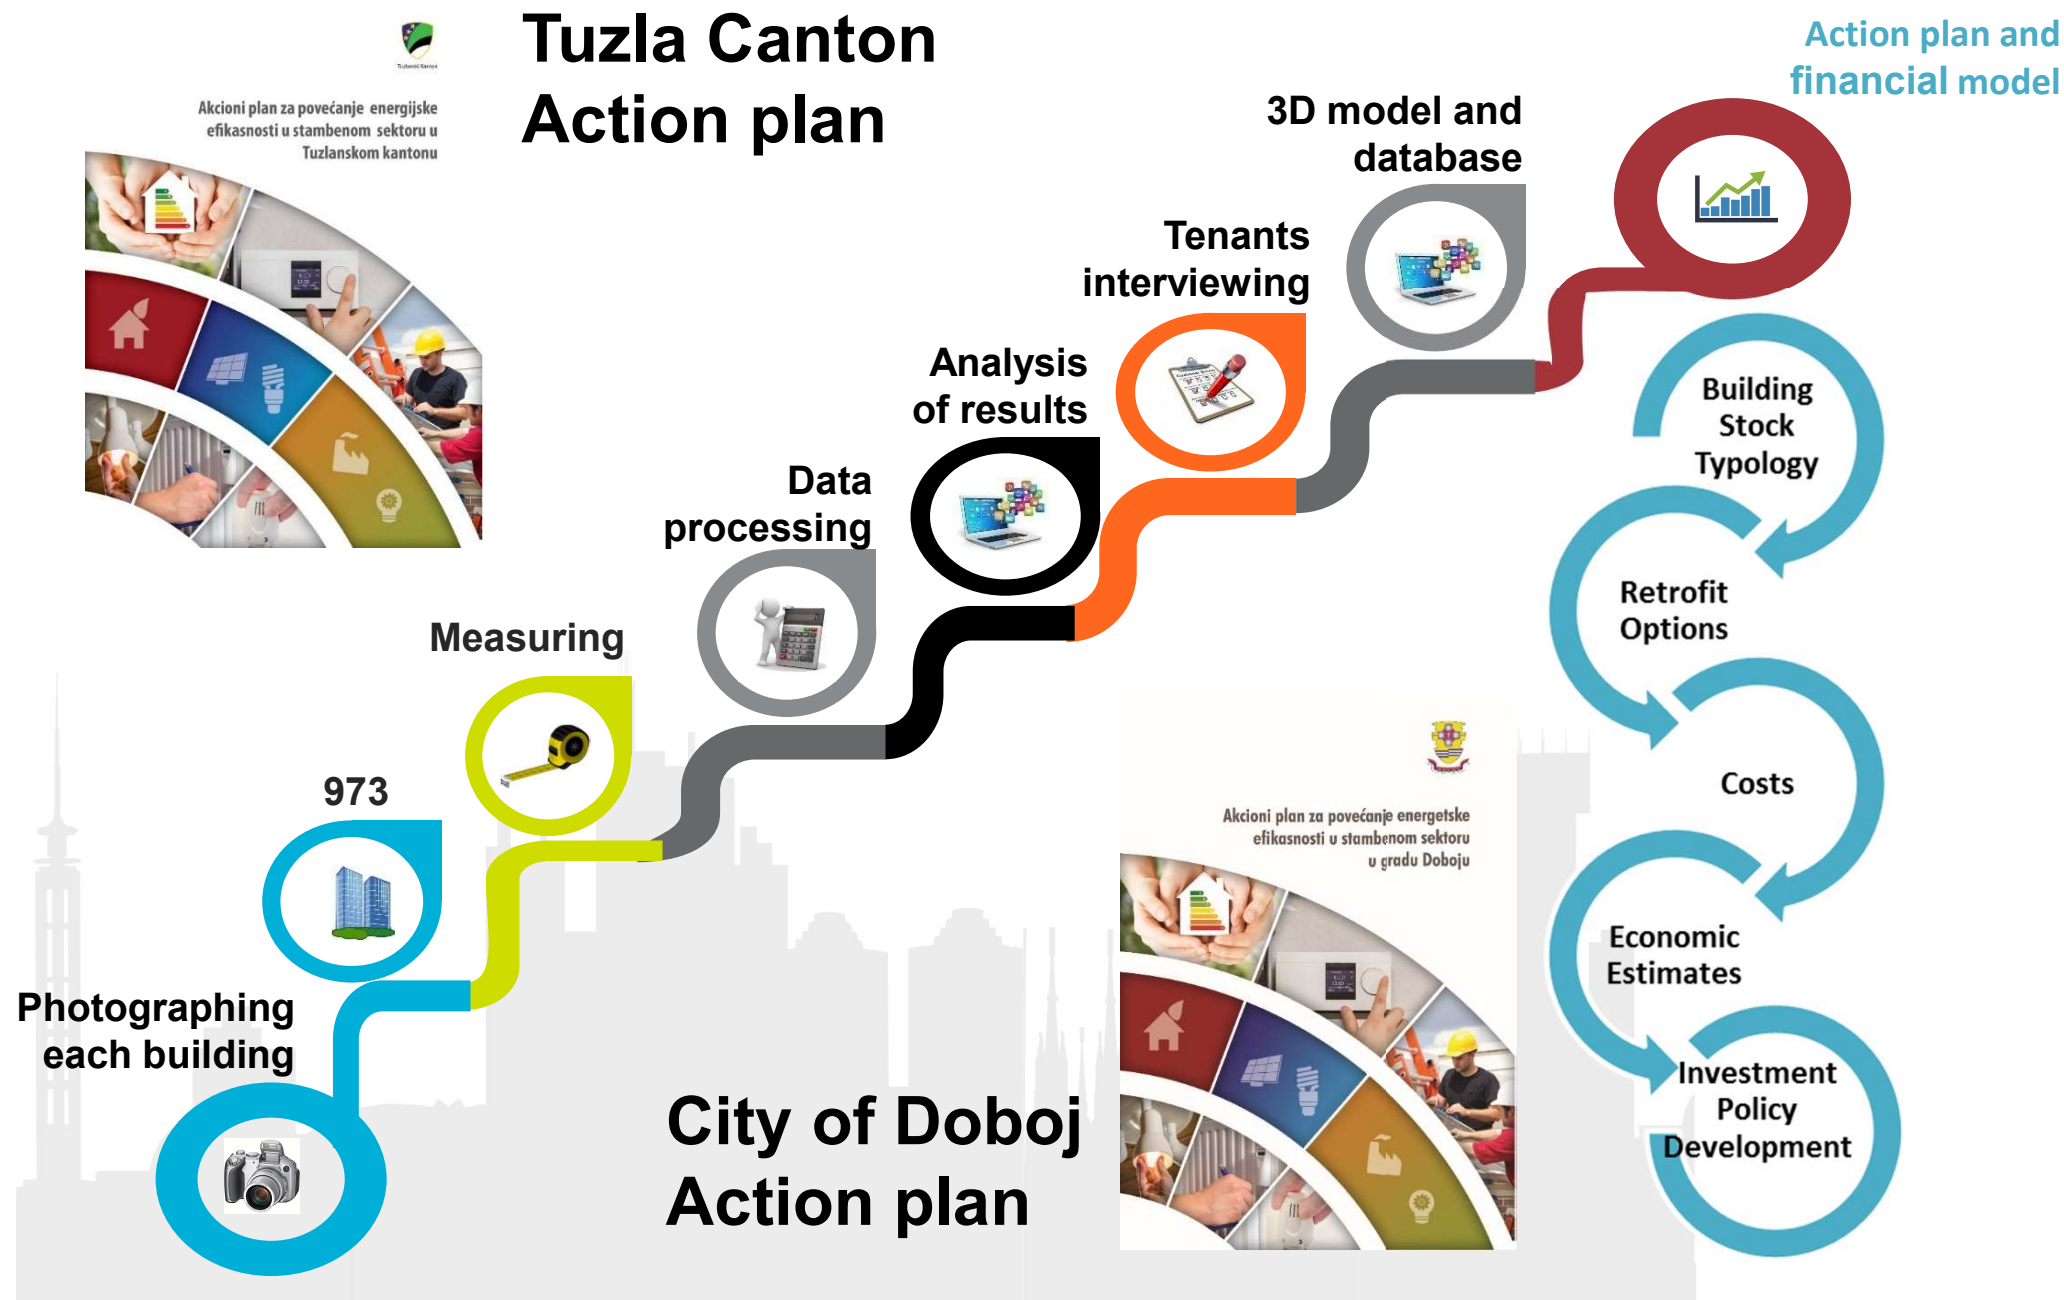 Tuzla Canton
Action plan
Tuzlanski Kanton
Akcioni plan za povećanje energijske
efikasnosti u stambenom sektoru u
Tuzlanskom kantonu
Action plan and
financial model
3D model and
database
Tenants
interviewing
Analysis
of results
Data
processing
Measuring
973
Photographing
each building
City of Doboj
Action plan
Akcioni plan za povećanje energetske
efikasnosti u stambenom sektoru
u gradu Doboju
Building
Stock
Typology
Retrofit
Options
Costs
Economic
Estimates
Investment
Policy
Development